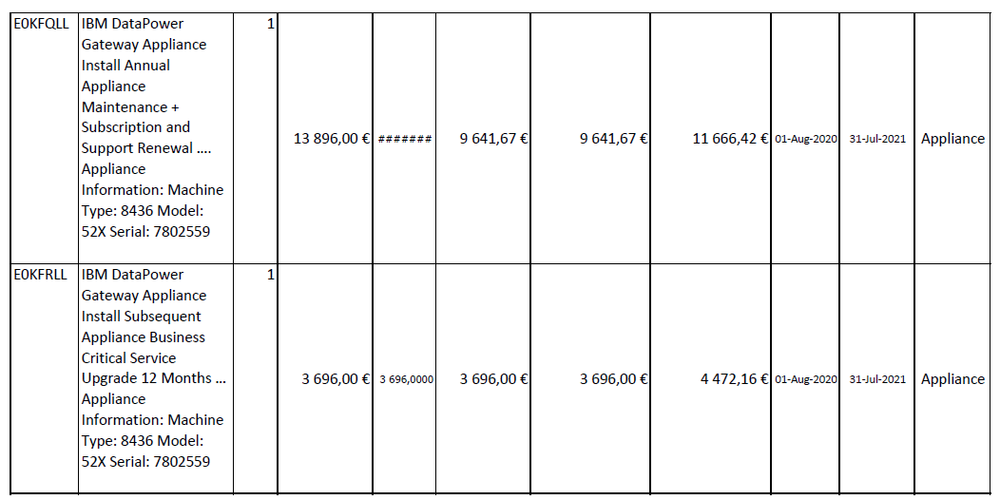 E0KFQLL IBM DataPower 1
Gateway Appliance
Install Annual
Appliance
Maintenance +
Subscription and
Support Renewal ....
Appliance
Information: Machine
Type: 8436 Model:
52X Serial: 7802559
13 896,00 € ####### 9 641,67 € 9 641,67 € 11 666,42 € 01-Aug-2020 31-Jul-2021 Appliance
E0KFRLL IBM DataPower 1
Gateway Appliance
Install Subsequent
Appliance Business
Critical Service
Upgrade 12 Months ...
Appliance
Information: Machine
Type: 8436 Model:
52X Serial: 7802559
3 696,00 € 3 696,0000 3 696,00 € 3 696,00 € 4 472,16 € 01-Aug-2020 31-Jul-2021 Appliance